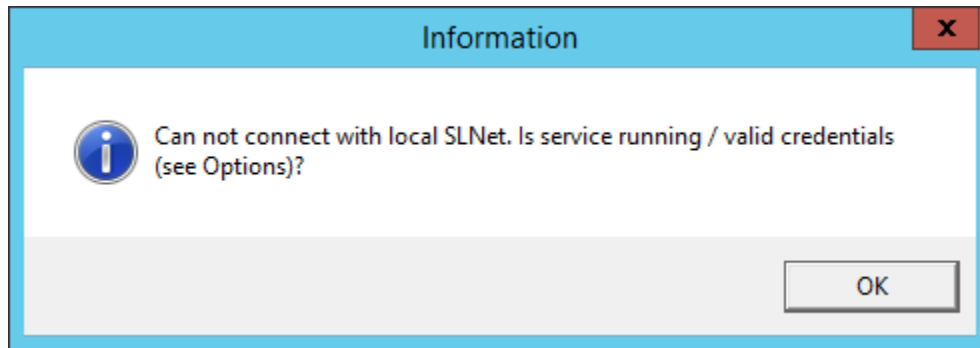 Information
x
Can not connect with local SLNet. Is service running / valid credentials
(see Options)?
OK